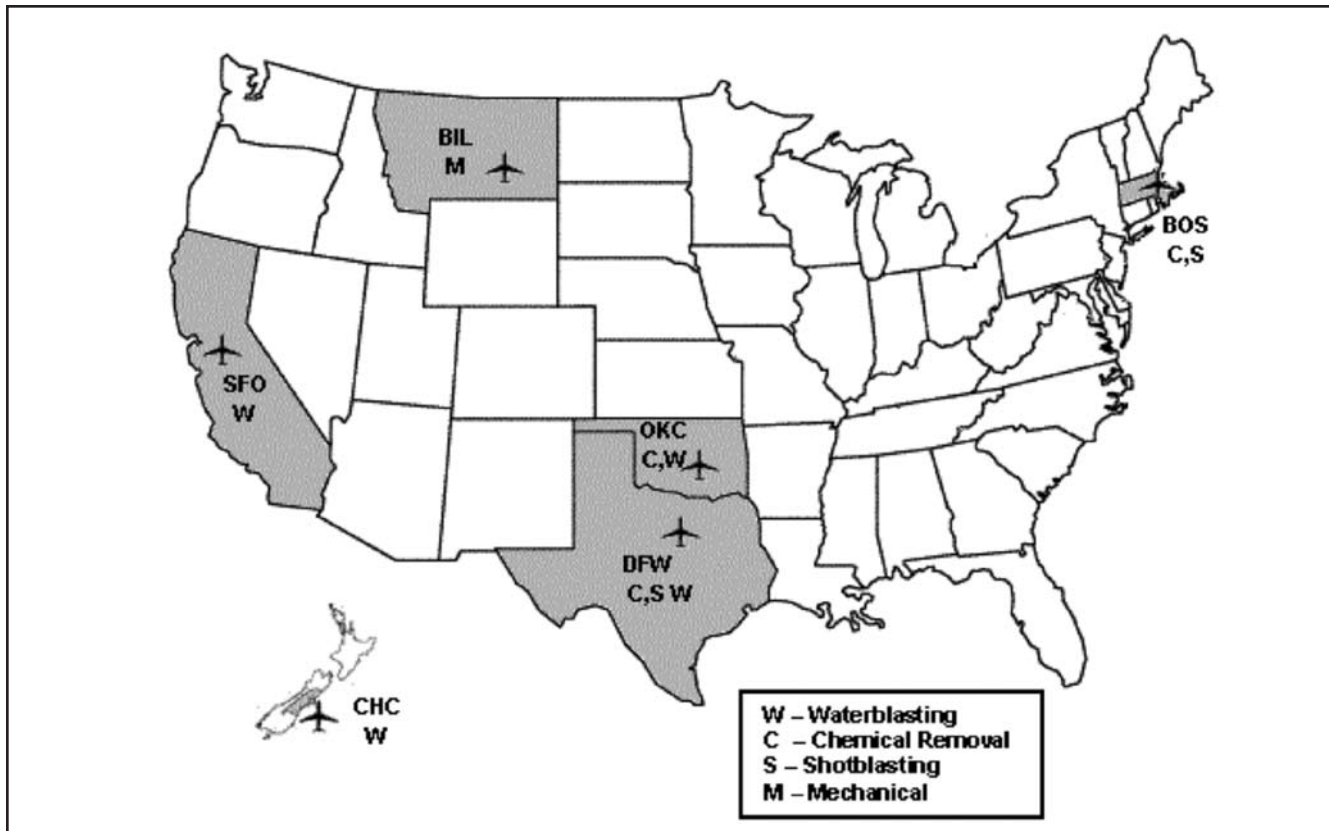 BIL
M
BOS
C,S
SFO
W
OKC
C,W
DFW
C,S W
CHC
W
W – Waterblasting
C – Chemical Removal
S – Shotblasting
M – Mechanical